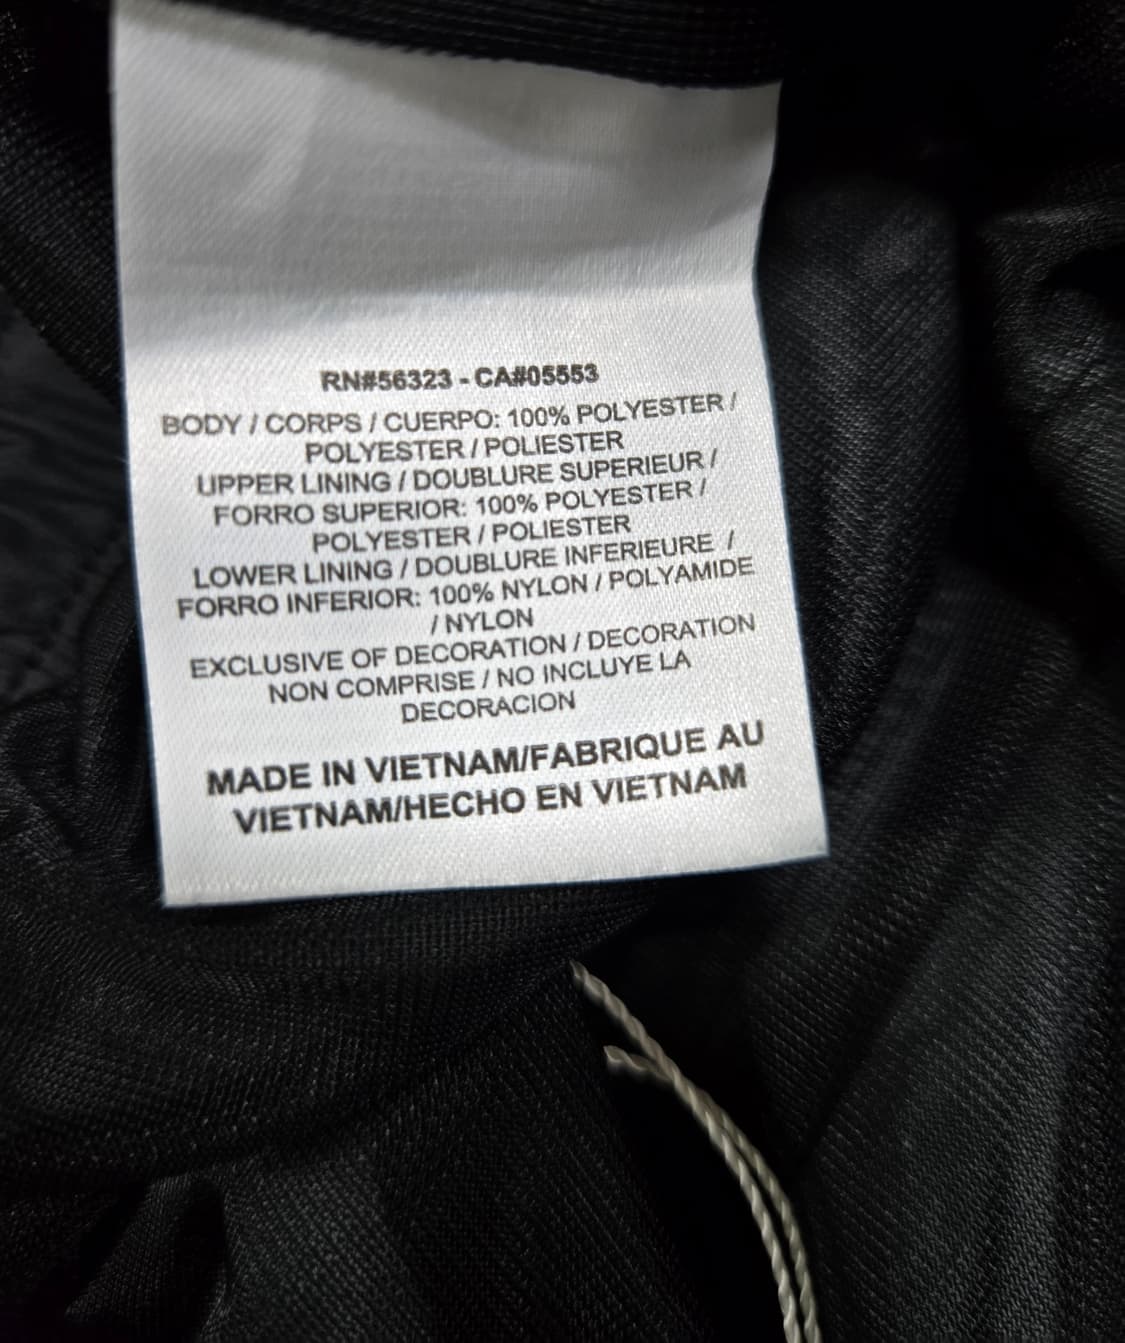 RN#56323 - CA#05553
BODY / CORPS / CUERPO: 100% POLYESTER /
POLYESTER / POLIESTER
UPPER LINING / DOUBLURE SUPERIEUR /
FORRO SUPERIOR: 100% POLYESTER /
POLYESTER / POLIESTER
LOWER LINING / DOUBLURE INFERIEURE /
FORRO INFERIOR: 100% NYLON / POLYAMIDE
/ NYLON
EXCLUSIVE OF DECORATION / DECORATION
NON COMPRISE / NO INCLUYE LA
DECORACION
MADE IN VIETNAM/FABRIQUE AU
VIETNAM/HECHO EN VIETNAM